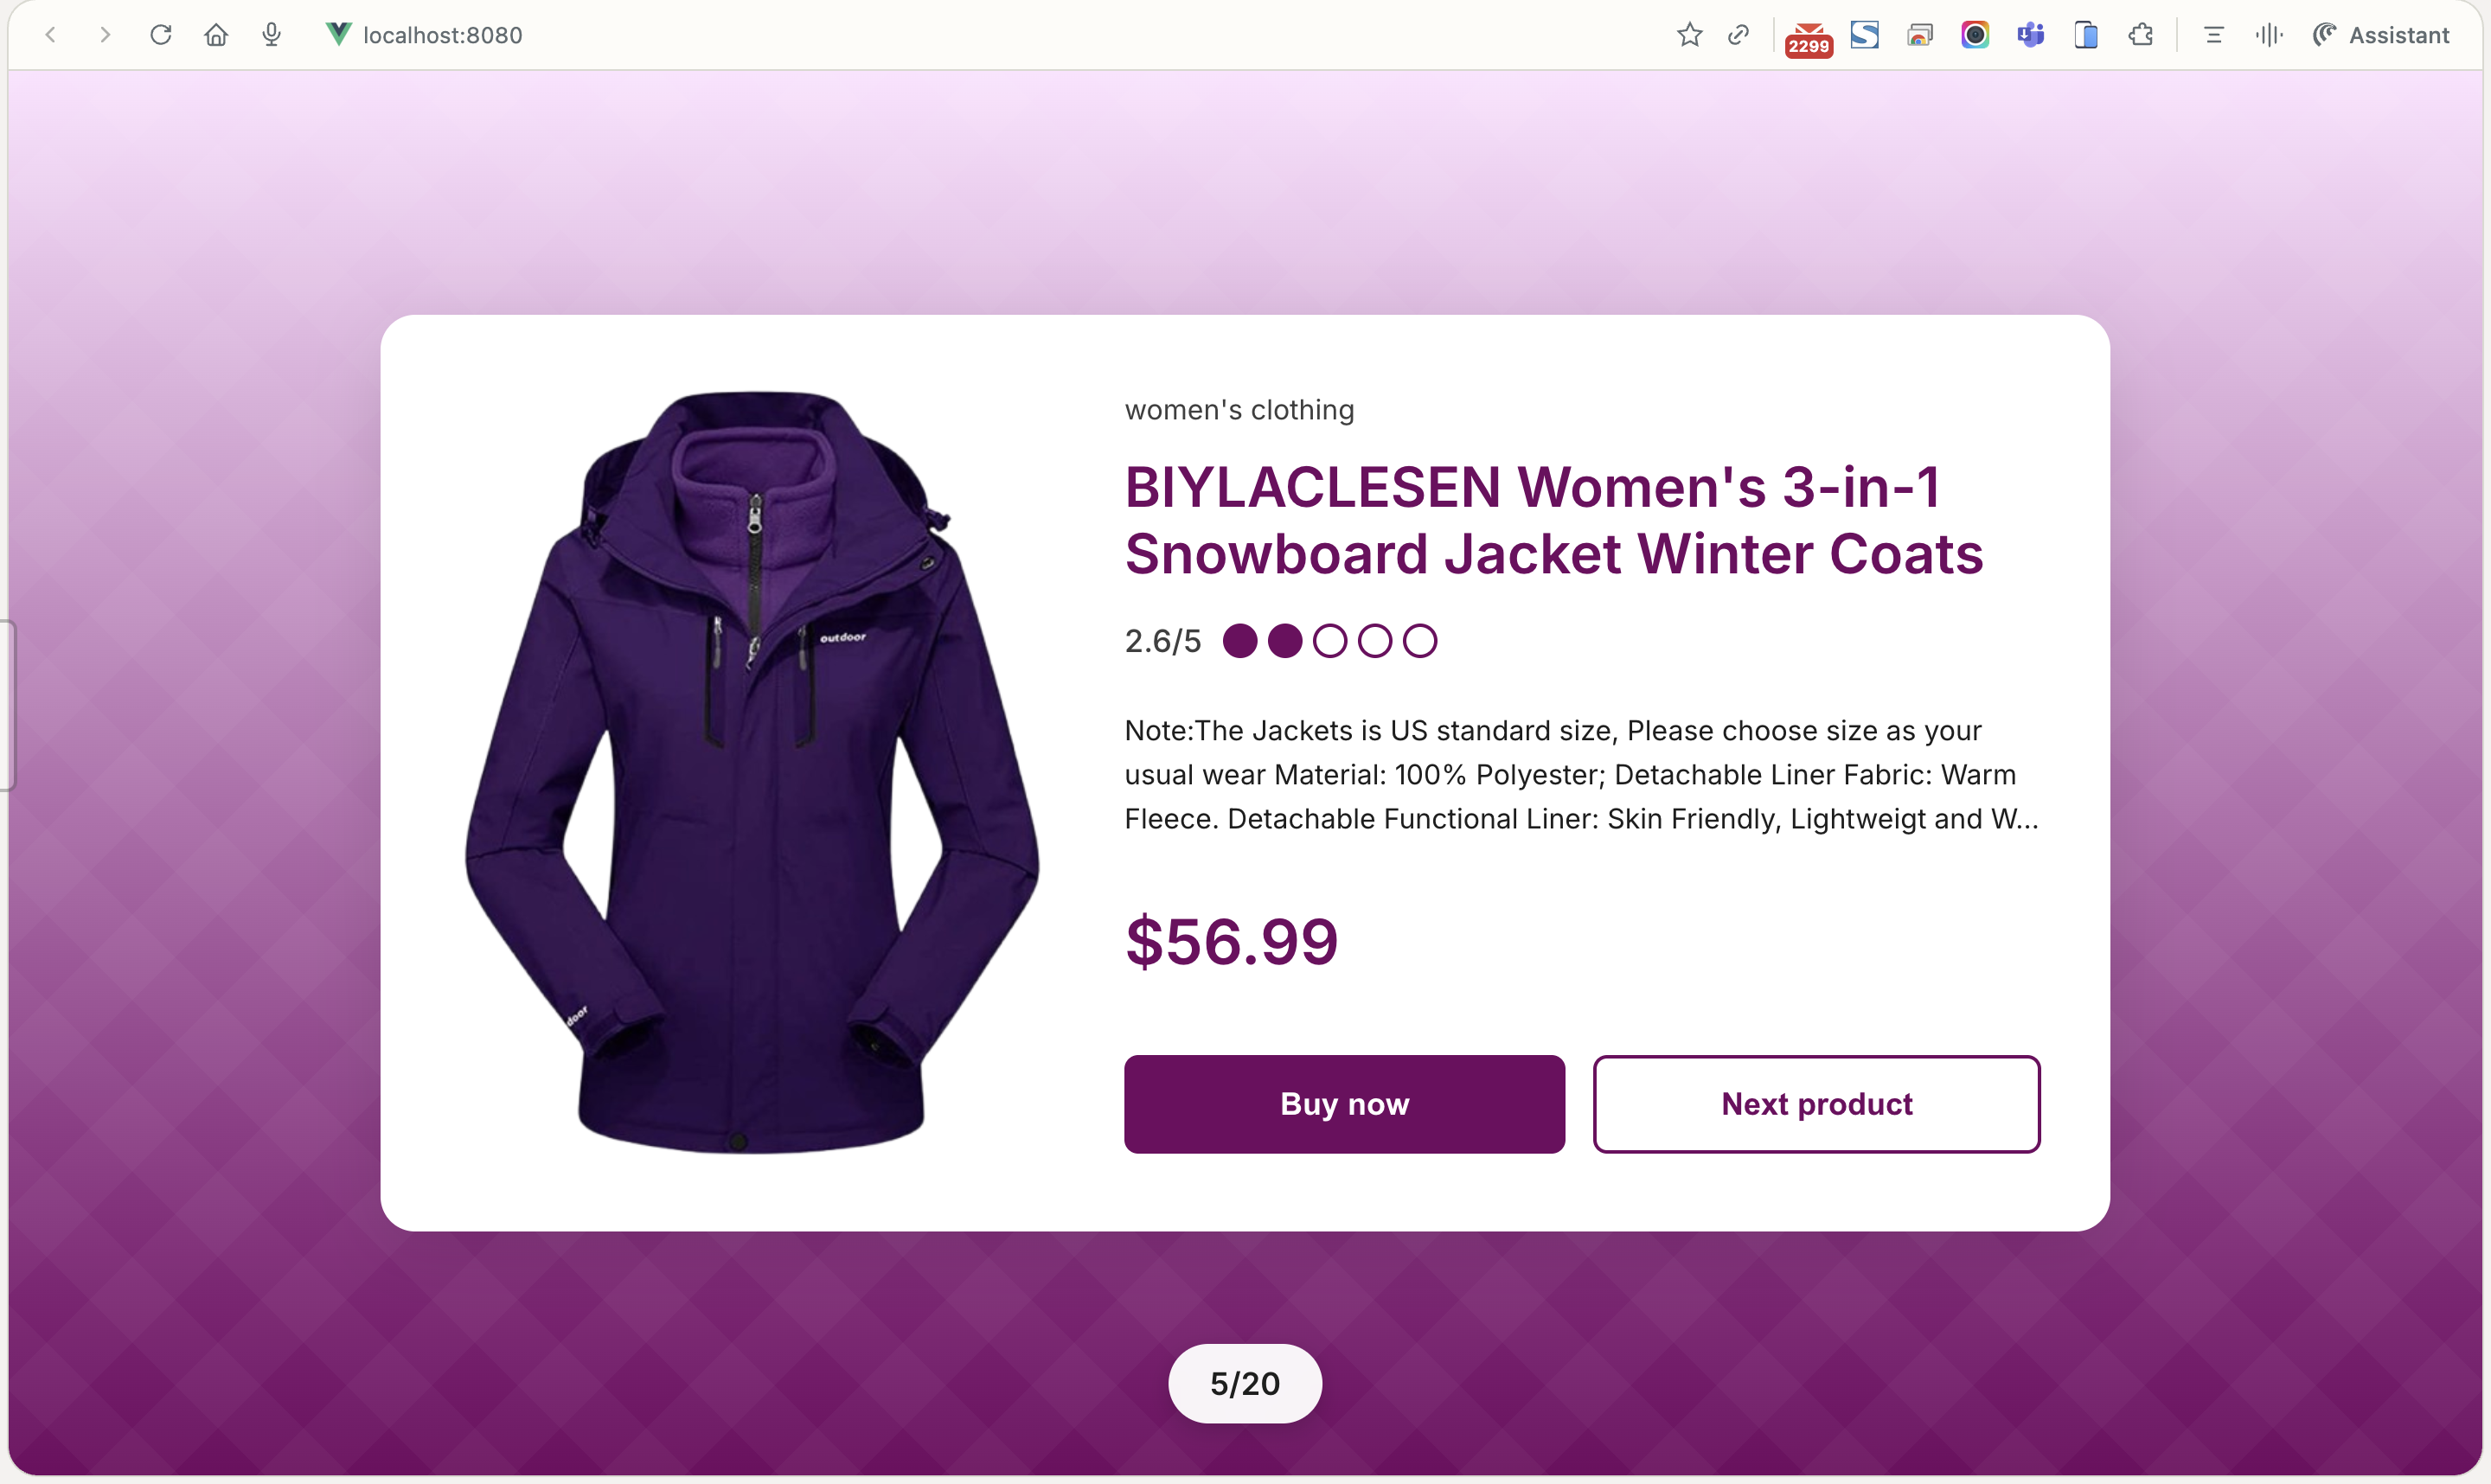 localhost:8080
2299
Assistant
women's clothing
BIYLACLESEN Women's 3-in-1
Snowboard Jacket Winter Coats
outdoor
2.6/5
Note:The Jackets is US standard size, Please choose size as your
usual wear Material: 100% Polyester; Detachable Liner Fabric: Warm
Fleece. Detachable Functional Liner: Skin Friendly, Lightweigt and W...
$56.99
door
Buy now
Next product
5/20